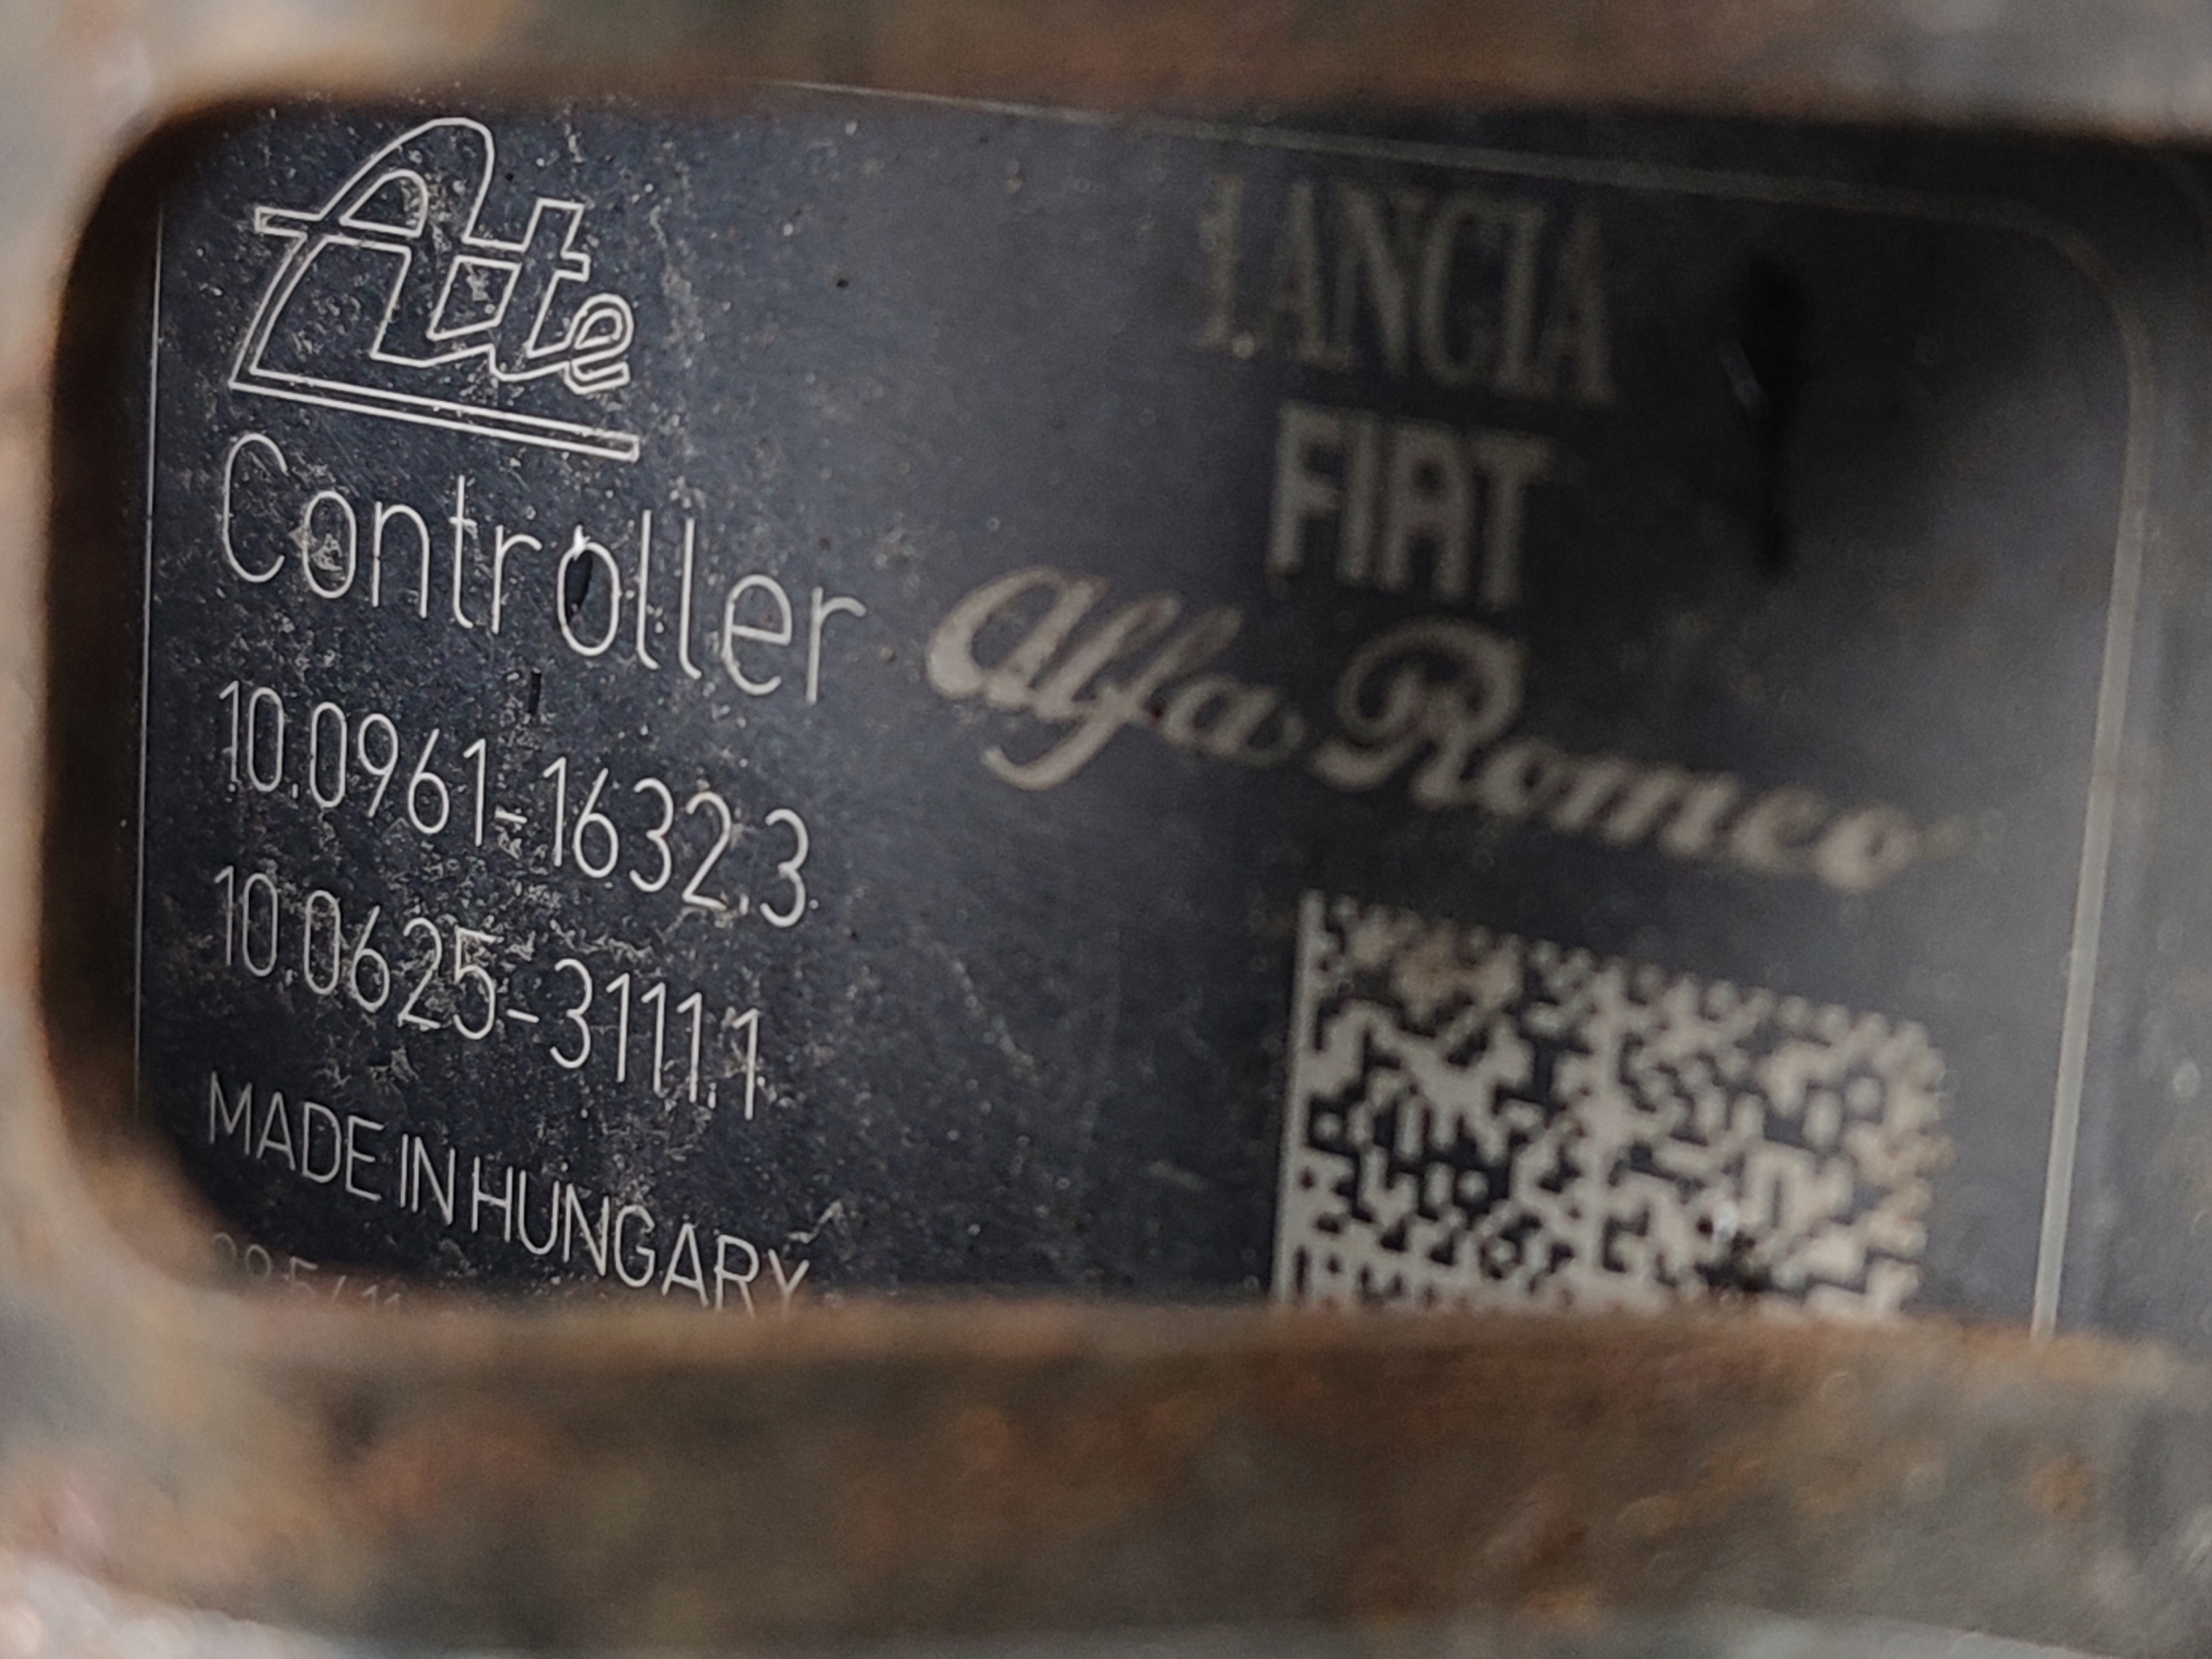 Ate
Controller
10.0961-1632.3
10.0625-3111.1
MADE IN HUNGARY
LANCIA
FIAT
Alfa Romeo